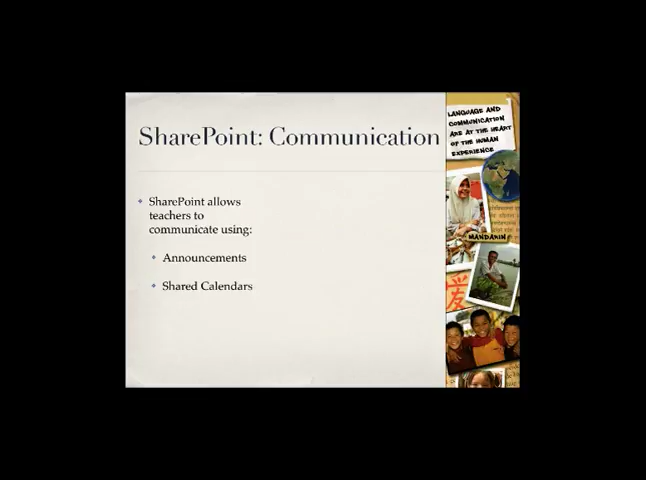 SharePoint: Communication
SharePoint allows
teachers to
communicate using:
Announcements
Shared Calendars
LANGUAGE AND
COMMUNICATION
ARE AT THE HEART
OF THE HUMAN
EXPERIENCE
MANDARIN
爱